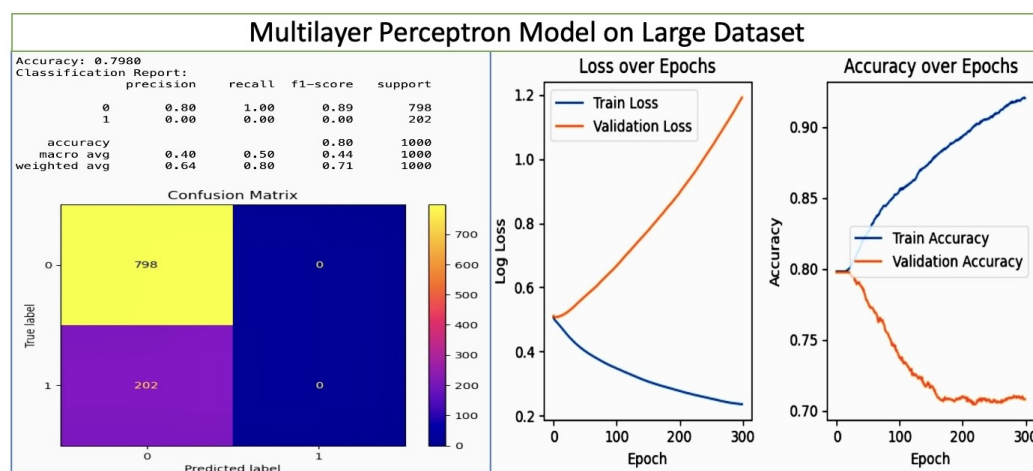 Multilayer Perceptron Model on Large Dataset
Accuracy: 0.7980
Classification Report:
precision recall f1-score support
0 0.80 1.00 0.89 798
1 0.00 0.00 0.00 202
accuracy 0.80 1000
macro avg 0.40 0.50 0.44 1000
weighted avg 0.64 0.80 0.71 1000
Confusion Matrix
True label
0
1
798 0
202 0
0 1
Predicted label
700
600
500
400
300
200
100
0
Loss over Epochs
Train Loss
Validation Loss
Log Loss
1.2
1.0
0.8
0.6
0.4
0.2
0 100 200 300
Epoch
Accuracy over Epochs
Train Accuracy
Validation Accuracy
Accuracy
0.90
0.85
0.80
0.75
0.70
0 100 200 300
Epoch